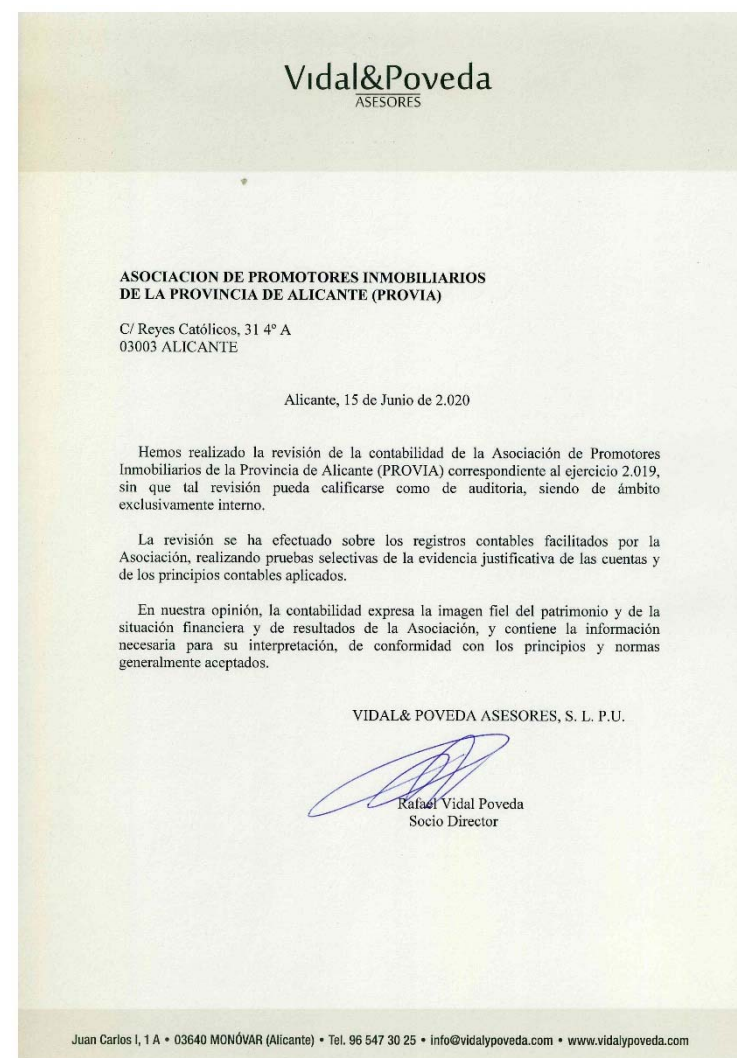 Vidal&Poveda
ASESORES
ASOCIACION DE PROMOTORES INMOBILIARIOS
DE LA PROVINCIA DE ALICANTE (PROVIA)
C/ Reyes Católicos, 31 4º A
03003 ALICANTE
Alicante, 15 de Junio de 2.020
Hemos realizado la revisión de la contabilidad de la Asociación de Promotores
Inmobiliarios de la Provincia de Alicante (PROVIA) correspondiente al ejercicio 2.019,
sin que tal revisión pueda calificarse como de auditoria, siendo de ámbito
exclusivamente interno.
La revisión se ha efectuado sobre los registros contables facilitados por la
Asociación, realizando pruebas selectivas de la evidencia justificativa de las cuentas y
de los principios contables aplicados.
En nuestra opinión, la contabilidad expresa la imagen fiel del patrimonio y de la
situación financiera y de resultados de la Asociación, y contiene la información
necesaria para su interpretación, de conformidad con los principios y normas
generalmente aceptados.
VIDAL& POVEDA ASESORES, S. L. P.U.
Rafael Vidal Poveda
Socio Director
Juan Carlos I, 1 A • 03640 MONÓVAR (Alicante) • Tel. 96 547 30 25 • info@vidalypoveda.com • www.vidalypoveda.com